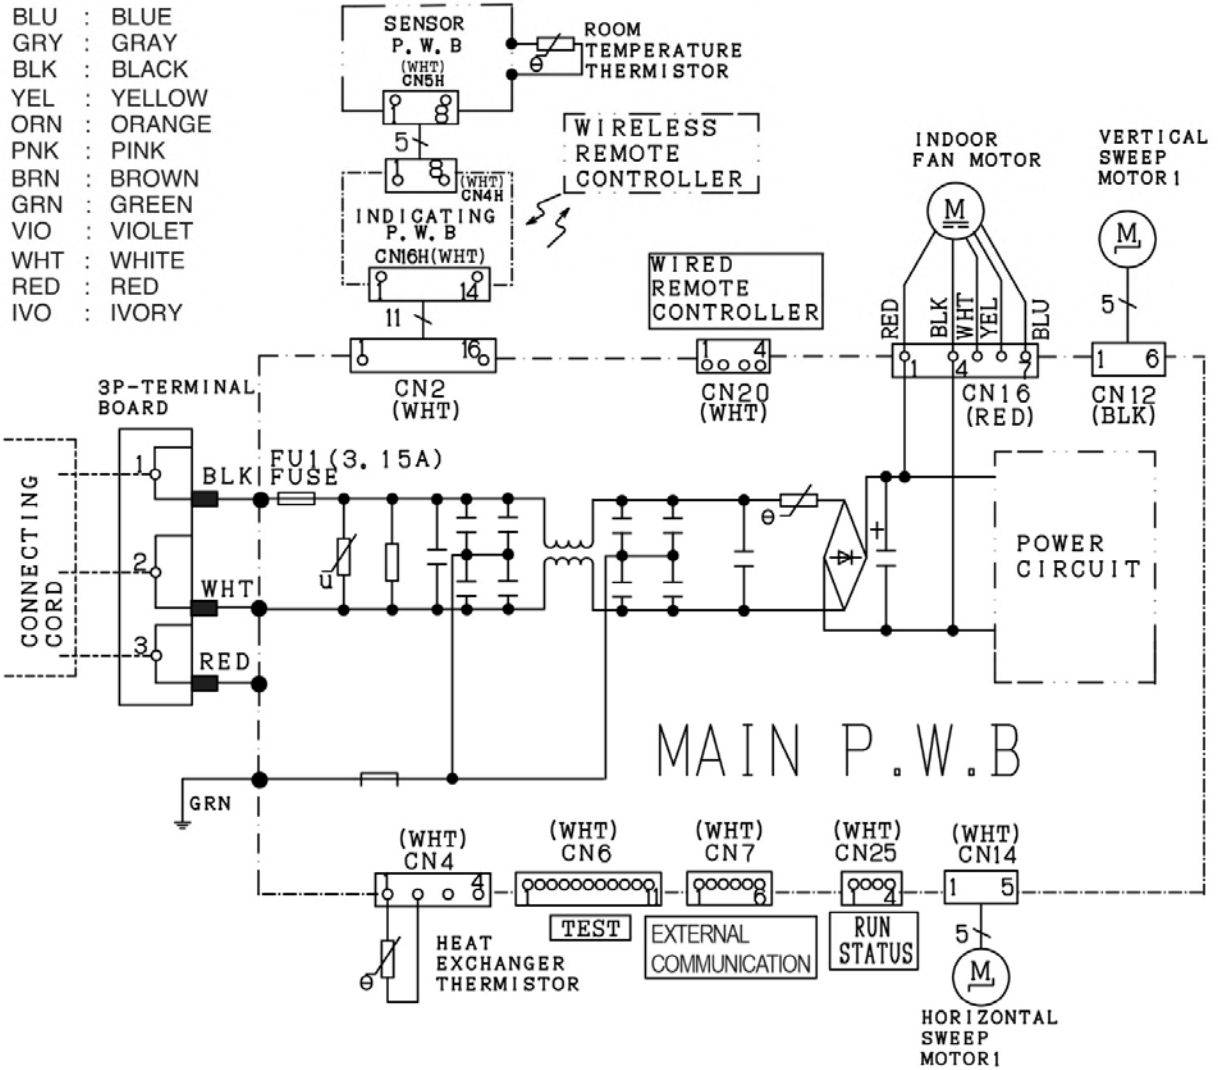 BLU : BLUE
GRY : GRAY
BLK : BLACK
YEL : YELLOW
ORN : ORANGE
PNK : PINK
BRN : BROWN
GRN : GREEN
VIO : VIOLET
WHT : WHITE
RED : RED
IVO : IVORY
SENSOR
P.W.B
(WHT)
CN5H
1 8
ROOM
TEMPERATURE
THERMISTOR
θ
5
1 8
(WHT)
CN4H
INDICATING
P.W.B
CN16H(WHT)
1 14
11
WIRELESS
REMOTE
CONTROLLER
WIRED
REMOTE
CONTROLLER
INDOOR
FAN MOTOR
M
RED
BLK
WHT
YEL
BLU
VERTICAL
SWEEP
MOTOR1
M
5
1 16
CN2
(WHT)
1 4
CN20
(WHT)
1 4 7
CN16
(RED)
1 6
CN12
(BLK)
3P-TERMINAL
BOARD
CONNECTING
CORD
1
BLK
2
WHT
3
RED
FU1(3.15A)
FUSE
u
θ
+
POWER
CIRCUIT
MAIN P.W.B
GRN
(WHT)
CN4
1 4
(WHT)
CN6
1 11
TEST
(WHT)
CN7
1 6
EXTERNAL
COMMUNICATION
(WHT)
CN25
1 4
RUN
STATUS
(WHT)
CN14
1 5
θ
HEAT
EXCHANGER
THERMISTOR
5
M
HORIZONTAL
SWEEP
MOTOR1